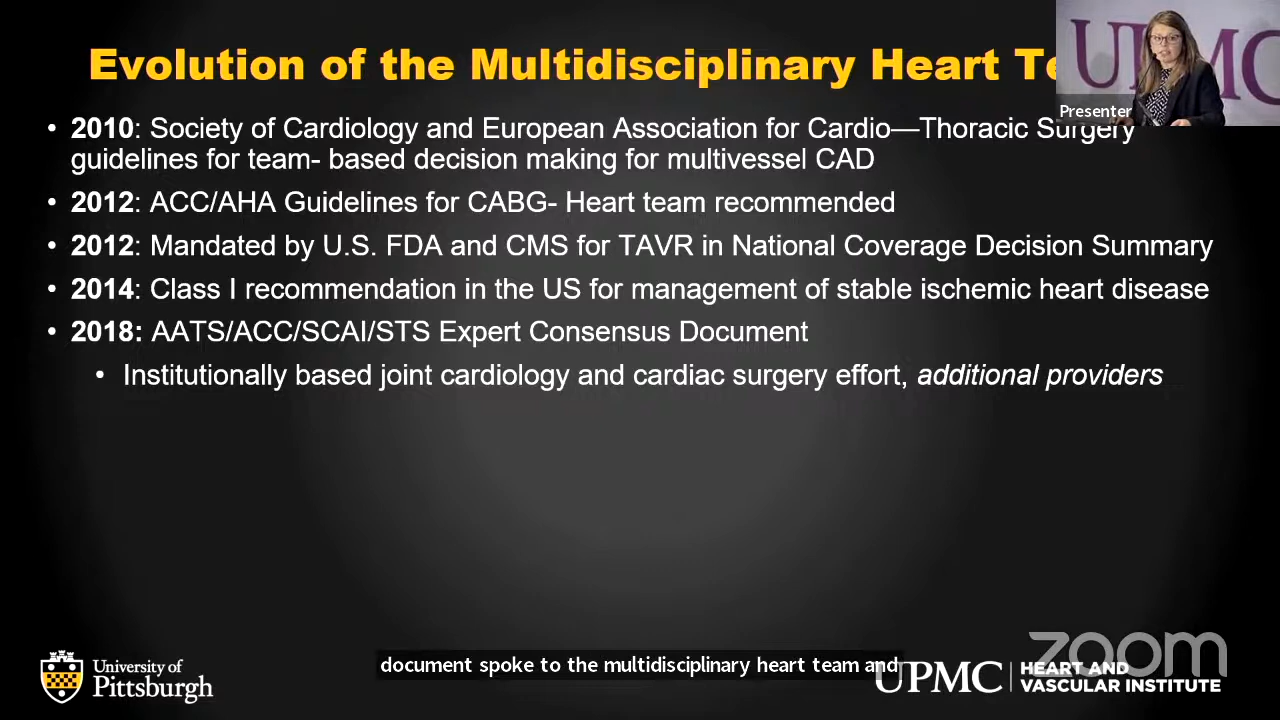 Evolution of the Multidisciplinary Heart
UPMC
Presenter
• 2010: Society of Cardiology and European Association for Cardio—Thoracic Surgery
guidelines for team- based decision making for multivessel CAD
• 2012: ACC/AHA Guidelines for CABG- Heart team recommended
• 2012: Mandated by U.S. FDA and CMS for TAVR in National Coverage Decision Summary
• 2014: Class I recommendation in the US for management of stable ischemic heart disease
• 2018: AATS/ACC/SCAI/STS Expert Consensus Document
• Institutionally based joint cardiology and cardiac surgery effort, additional providers
zoom
University of
Pittsburgh
document spoke to the multidisciplinary heart team and
UPMC
HEART AND
VASCULAR INSTITUTE